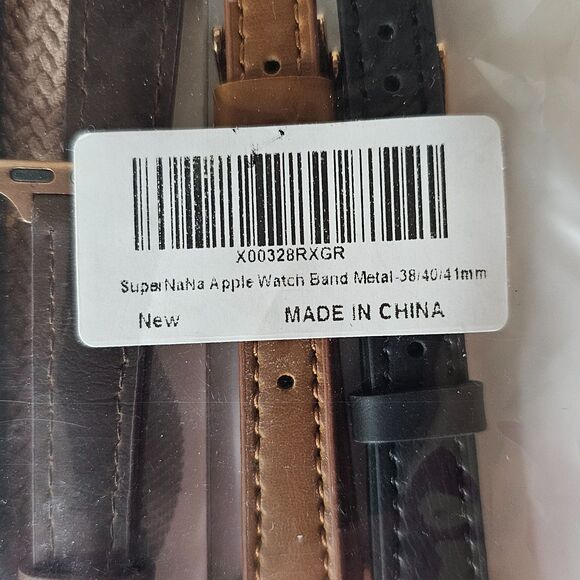 X00328RXGR
SuperNaNa Apple Watch Band Metal-38/40/41mm
New
MADE IN CHINA